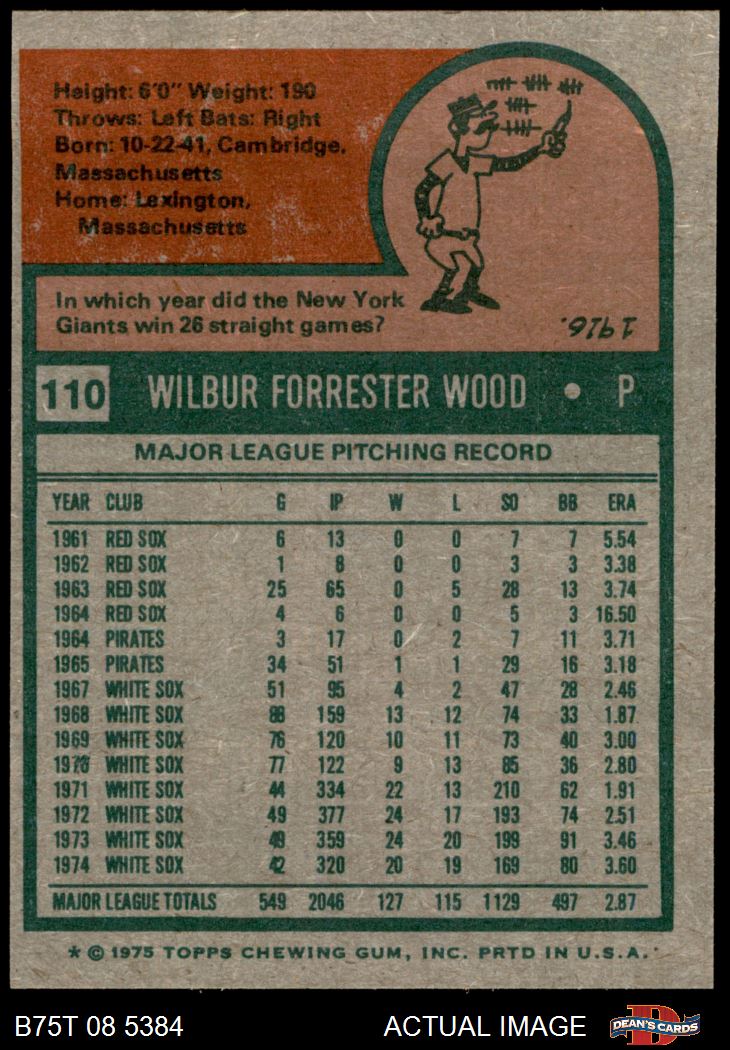 Height: 6'0" Weight: 190
Throws: Left Bats: Right
Born: 10-22-41, Cambridge,
Massachusetts
Home: Lexington,
Massachusetts
In which year did the New York
Giants win 26 straight games?
1916.
110 WILBUR FORRESTER WOOD • P
MAJOR LEAGUE PITCHING RECORD
YEAR CLUB G IP W L SO BB ERA
1961 RED SOX 6 13 0 0 7 7 5.54
1962 RED SOX 1 8 0 0 3 3 3.38
1963 RED SOX 25 65 0 5 28 13 3.74
1964 RED SOX 4 6 0 0 5 3 16.50
1964 PIRATES 3 17 0 2 7 11 3.71
1965 PIRATES 34 51 1 1 29 16 3.18
1967 WHITE SOX 51 95 4 2 47 28 2.46
1968 WHITE SOX 88 159 13 12 74 33 1.87
1969 WHITE SOX 76 120 10 11 73 40 3.00
1970 WHITE SOX 77 122 9 13 85 36 2.80
1971 WHITE SOX 44 334 22 13 210 62 1.91
1972 WHITE SOX 49 377 24 17 193 74 2.51
1973 WHITE SOX 49 359 24 20 199 91 3.46
1974 WHITE SOX 42 320 20 19 169 80 3.60
MAJOR LEAGUE TOTALS 549 2046 127 115 1129 497 2.87
* © 1975 TOPPS CHEWING GUM, INC. PRTD IN U.S.A.
B75T 08 5384 ACTUAL IMAGE
D
DEAN'S CARDS